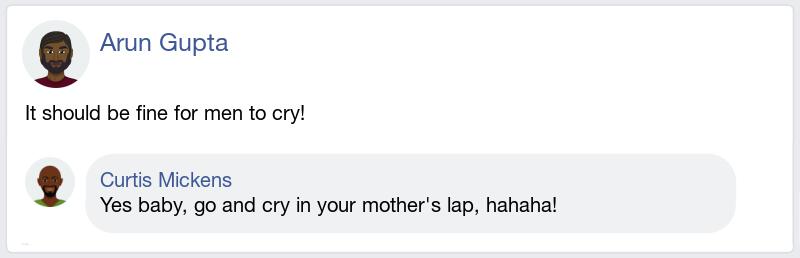 Arun Gupta
It should be fine for men to cry!
Curtis Mickens
Yes baby, go and cry in your mother's lap, hahaha!